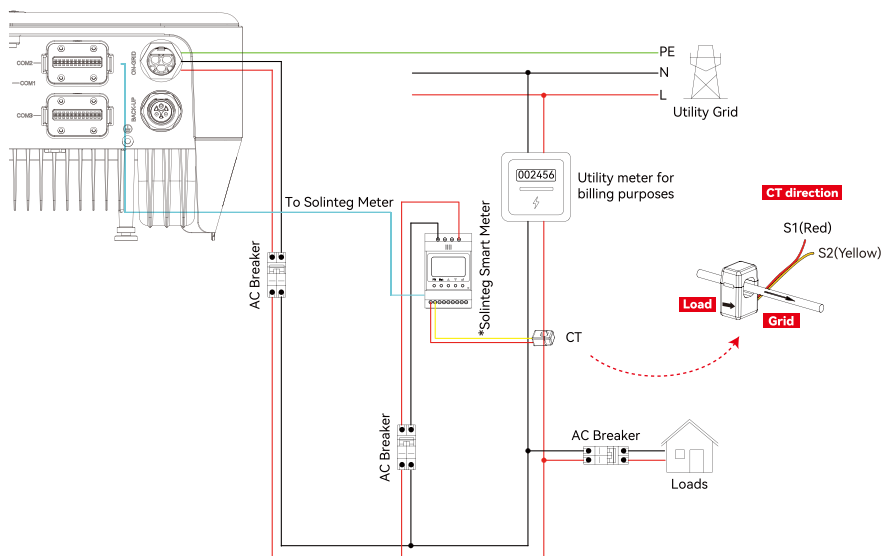 COM2
COM1
COM3
ON-GRID
BACK-UP
PE
N
L
Utility Grid
002456
Utility meter for
billing purposes
CT direction
S1(Red)
S2(Yellow)
Load
Grid
To Solinteg Meter
AC Breaker
*Solinteg Smart Meter
CT
AC Breaker
AC Breaker
Loads